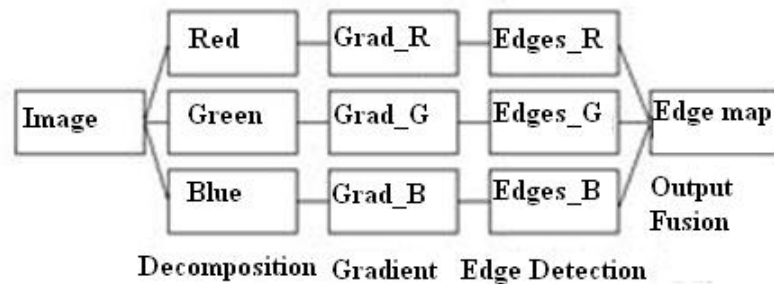 Red Grad_R Edges_R
Image Green Grad_G Edges_G Edge map
Blue Grad_B Edges_B
Output
Fusion
Decomposition Gradient Edge Detection